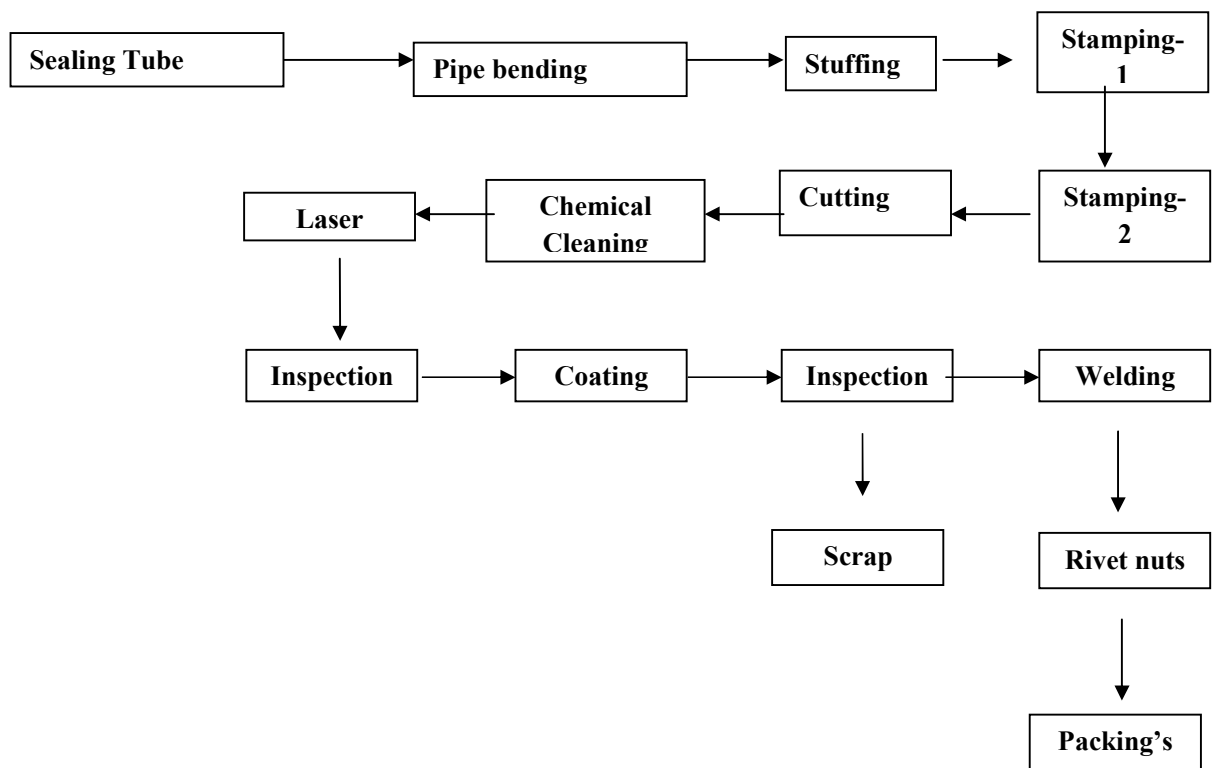 Sealing Tube
Pipe bending
Stuffing
Stamping-
1
Stamping-
2
Cutting
Chemical
Cleaning
Laser
Inspection
Coating
Inspection
Welding
Scrap
Rivet nuts
Packing’s